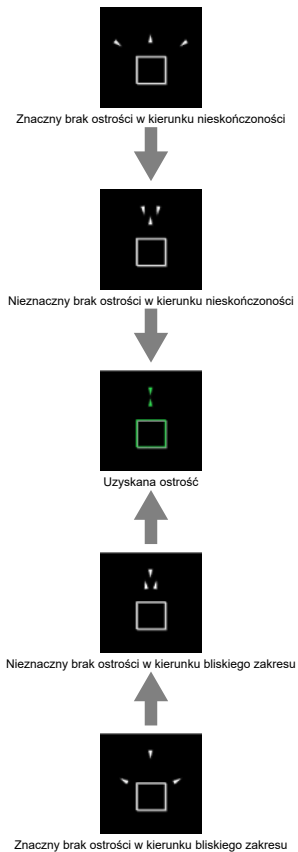 Znaczny brak ostrości w kierunku nieskończoności
Nieznaczny brak ostrości w kierunku nieskończoności
Uzyskana ostrość
Nieznaczny brak ostrości w kierunku bliskiego zakresu
Znaczny brak ostrości w kierunku bliskiego zakresu